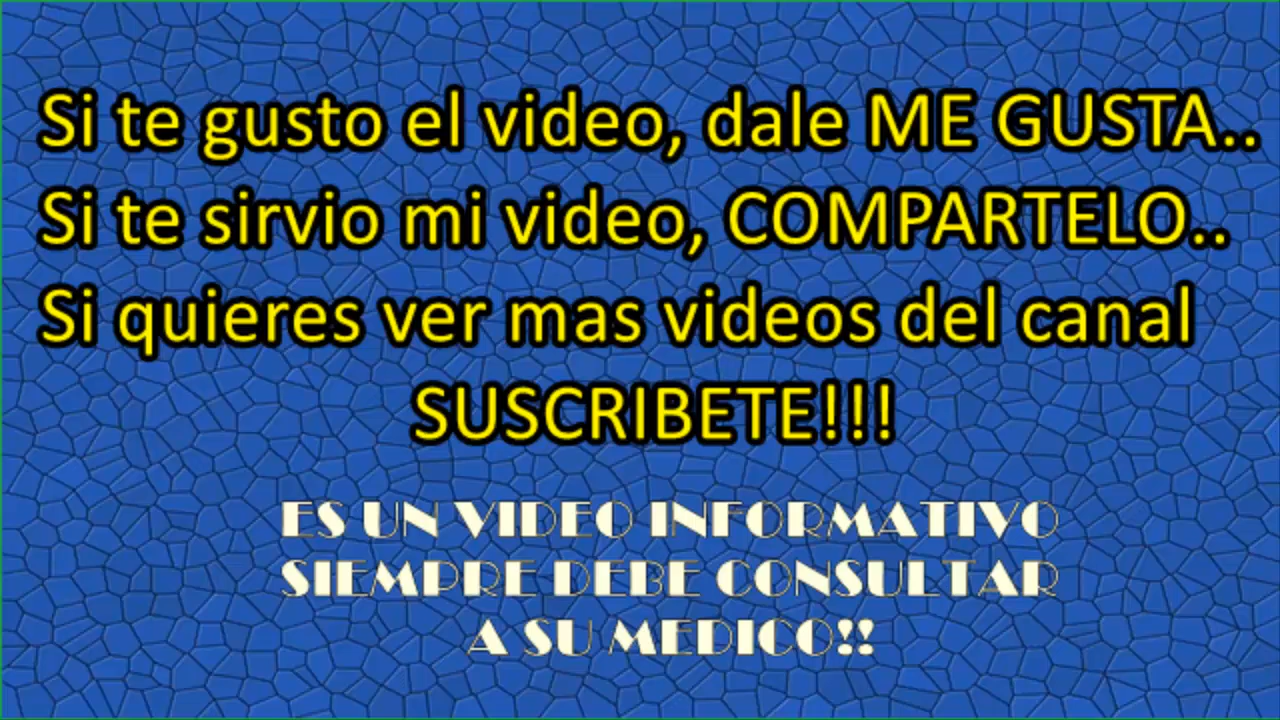 Si te gusto el video, dale ME GUSTA..
Si te sirvio mi video, COMPARTELO..
Si quieres ver mas videos del canal
SUSCRIBETE!!!
ES UN VIDEO INFORMATIVO
SIEMPRE DEBE CONSULTAR
A SU MEDICO!!